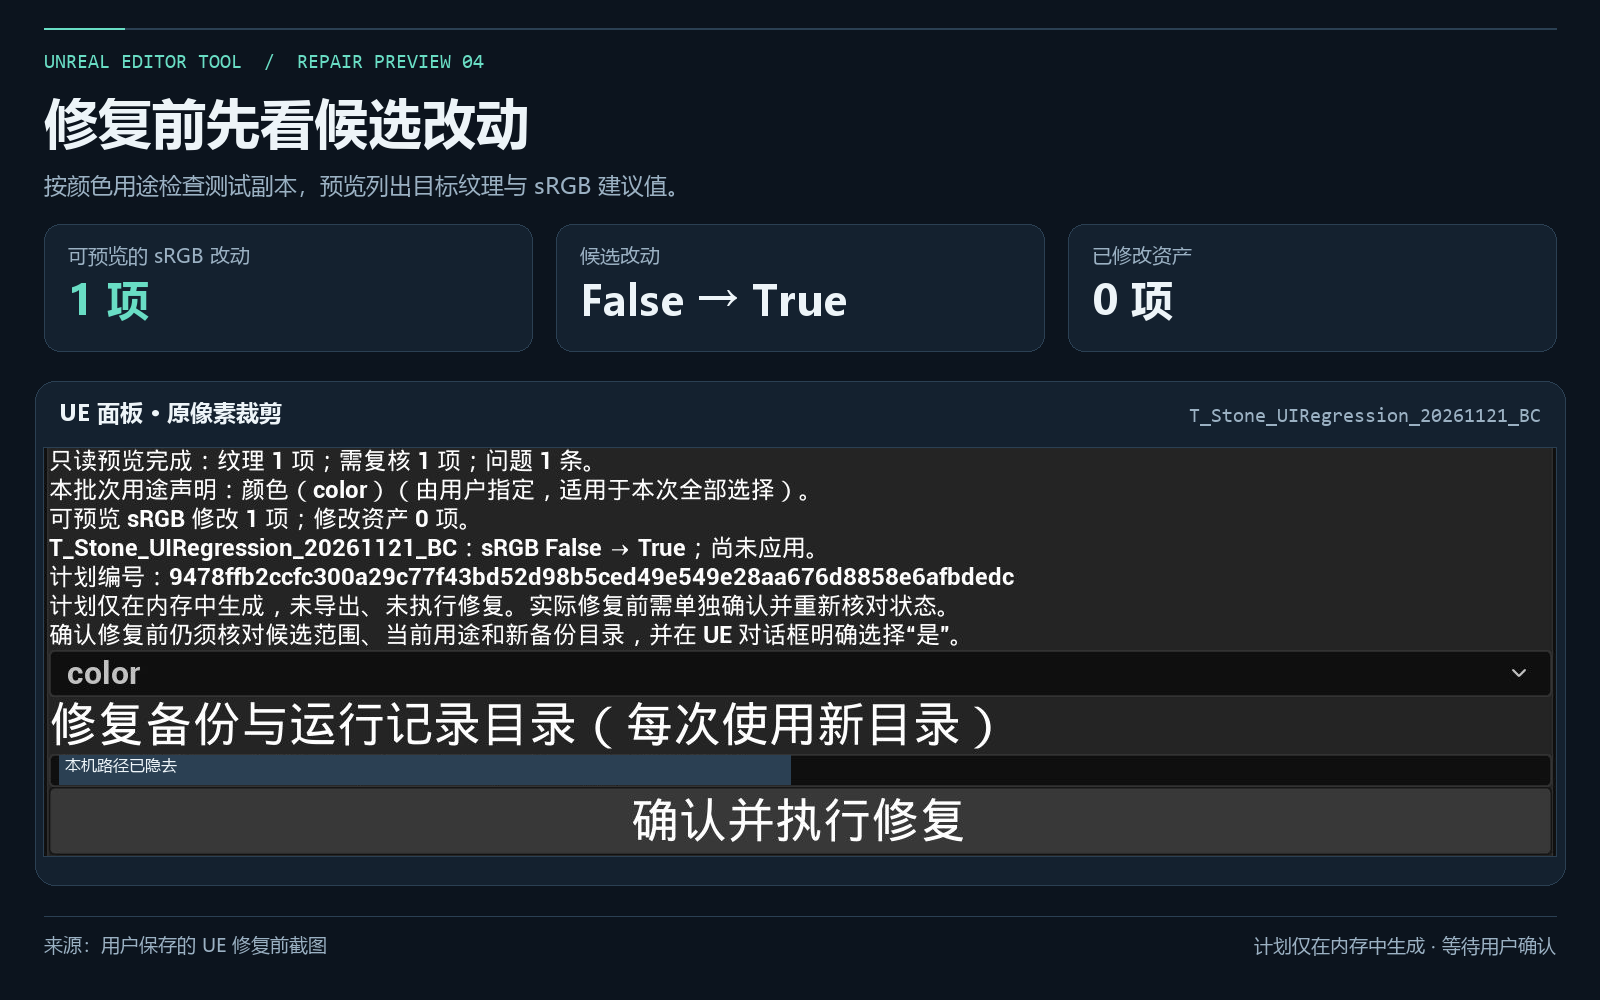 UNREAL EDITOR TOOL / REPAIR PREVIEW 04
修复前先看候选改动
按颜色用途检查测试副本，预览列出目标纹理与 sRGB 建议值。
可预览的 sRGB 改动
1 项
候选改动
False → True
已修改资产
0 项
UE 面板 • 原像素裁剪
T_Stone_UIRegression_20261121_BC
只读预览完成：纹理 1 项；需复核 1 项；问题 1 条。
本批次用途声明：颜色（color）（由用户指定，适用于本次全部选择）。
可预览 sRGB 修改 1 项；修改资产 0 项。
T_Stone_UIRegression_20261121_BC：sRGB False → True；尚未应用。
计划编号：9478ffb2ccfc300a29c77f43bd52d98b5ced49e549e28aa676d8858e6afbdedc
计划仅在内存中生成，未导出、未执行修复。实际修复前需单独确认并重新核对状态。
确认修复前仍须核对候选范围、当前用途和新备份目录，并在 UE 对话框明确选择“是”。
color
修复备份与运行记录目录（每次使用新目录）
本机路径已隐去
确认并执行修复
来源：用户保存的 UE 修复前截图
计划仅在内存中生成 · 等待用户确认